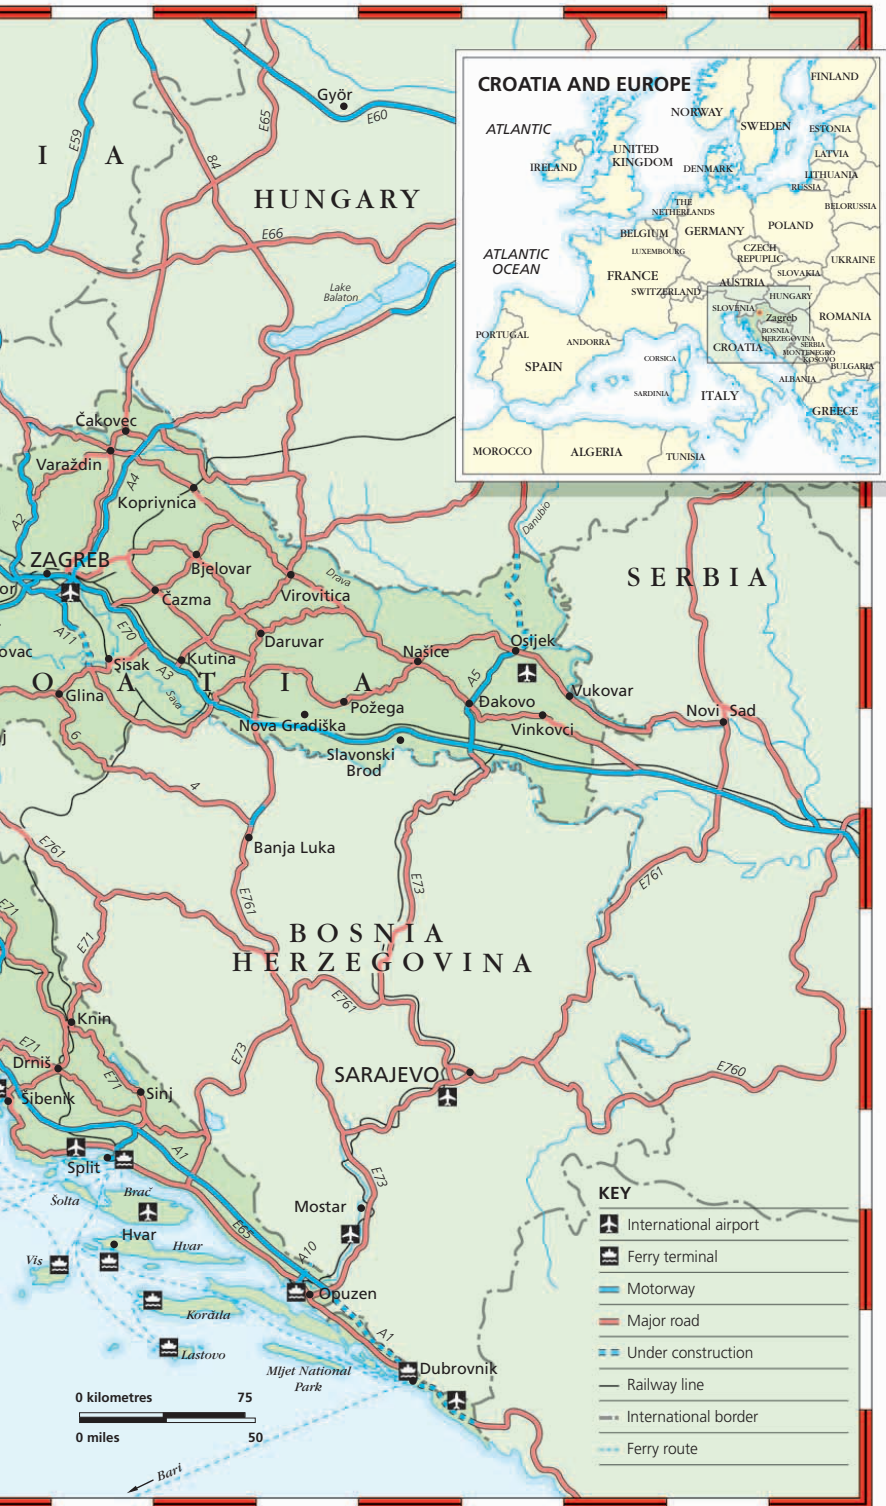 CROATIA AND EUROPE
FINLAND
NORWAY
SWEDEN
ESTONIA
ATLANTIC
LATVIA
UNITED
KINGDOM
IRELAND
DENMARK
LITHUANIA
RUSSIA
THE
NETHERLANDS
BELORUSSIA
BELGIUM
GERMANY
POLAND
LUXEMBOURG
CZECH
REPUPLIC
UKRAINE
ATLANTIC
OCEAN
FRANCE
SLOVAKIA
AUSTRIA
SWITZERLAND
HUNGARY
SLOVENIA
Zagreb
ROMANIA
BOSNIA
HERZEGOVINA
PORTUGAL
ANDORRA
CROATIA
SERBIA
MONTENEGRO
KOSOVO
CORSICA
BULGARIA
SPAIN
ALBANIA
SARDINIA
ITALY
GREECE
MOROCCO
ALGERIA
TUNISIA
Györ
E60
E65
E59
84
I A
HUNGARY
E66
Lake
Balaton
Čakovec
Varaždin
A4
Koprivnica
A2
ZAGREB
Bjelovar
Drava
Danubio
SERBIA
or
Čazma
Virovitica
A11
E70
Daruvar
ovac
Sisak
Kutina
Našice
Osijek
A3
O A T I A
Glina
Sava
A5
Požega
Đakovo
Vukovar
Nova Gradiška
Vinkovci
Novi Sad
6
j
Slavonski
Brod
4
E761
Banja Luka
E73
E761
E761
E71
E71
BOSNIA
HERZEGOVINA
E761
Knin
E71
Drniš
E71
E73
SARAJEVO
E760
Šibenik
Sinj
A1
Split
E73
Šolta
Brač
Mostar
Hvar
Hvar
E65
Vis
A10
Opuzen
A1
Lastovo
Mljet National
Park
Dubrovnik
Bari
0 kilometres 75
0 miles 50
KEY
International airport
Ferry terminal
Motorway
Major road
Under construction
Railway line
International border
Ferry route